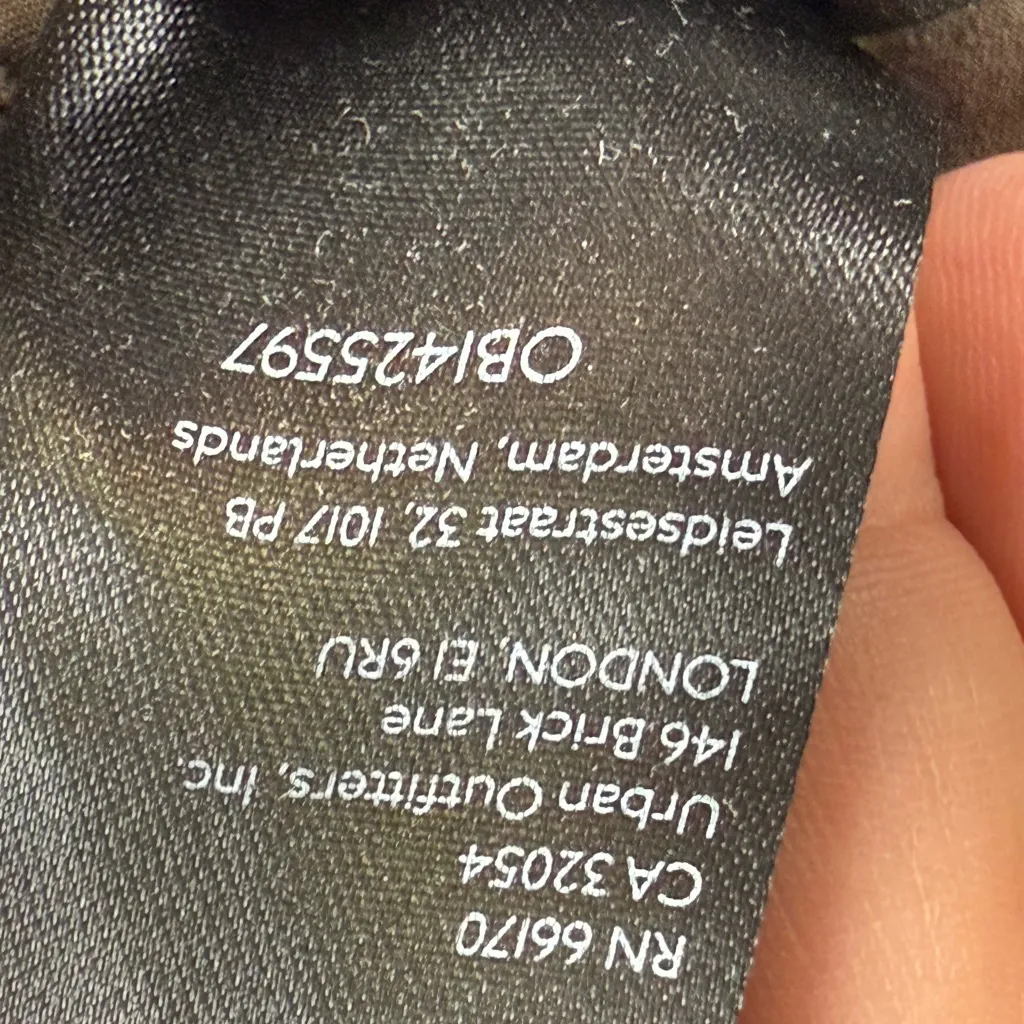 RN 66170
CA 32054
Urban Outfitters, Inc.
146 Brick Lane
LONDON, E1 6RU
Leidsestraat 32, 1017 PB
Amsterdam, Netherlands
OB1425597